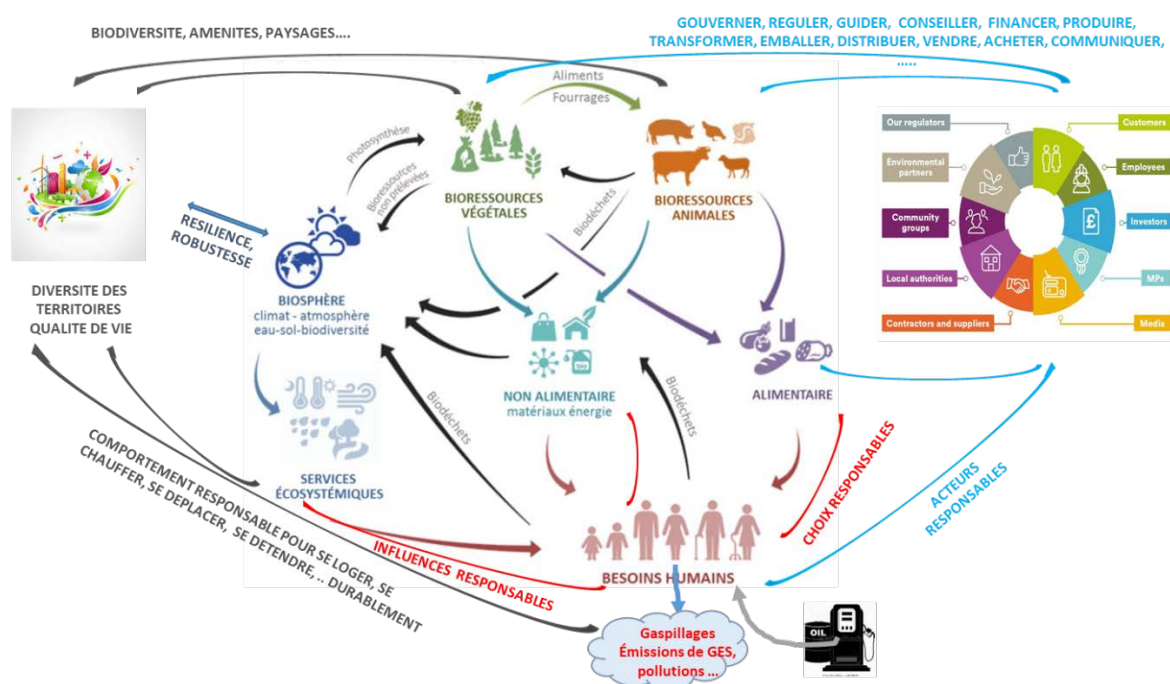 BIODIVERSITE, AMENITES, PAYSAGES....
GOUVERNER, REGULER, GUIDER, CONSEILLER, FINANCER, PRODUIRE,
TRANSFORMER, EMBALLER, DISTRIBUER, VENDRE, ACHETER, COMMUNIQUER,
.....
Aliments
Fourrages
Photosynthèse
Bioressources
non prélevées
BIORESSOURCES
VÉGÉTALES
BIORESSOURCES
ANIMALES
Biodéchets
RESILIENCE,
ROBUSTESSE
DIVERSITE DES
TERRITOIRES
QUALITE DE VIE
BIOSPHÈRE
climat - atmosphère
eau-sol-biodiversité
BIO
NON ALIMENTAIRE
matériaux énergie
ALIMENTAIRE
Biodéchets
Biodéchets
SERVICES
ÉCOSYSTÉMIQUES
Our regulators
Customers
Environmental
partners
Employees
Community
groups
£
Investors
Local authorities
MPs
Contractors and suppliers
Media
COMPORTEMENT RESPONSABLE POUR SE LOGER, SE
CHAUFFER, SE DEPLACER, SE DETENDRE, .. DURABLEMENT
INFLUENCES RESPONSABLES
CHOIX RESPONSABLES
ACTEURS
RESPONSABLES
BESOINS HUMAINS
Gaspillages
Émissions de GES,
pollutions ...
OIL